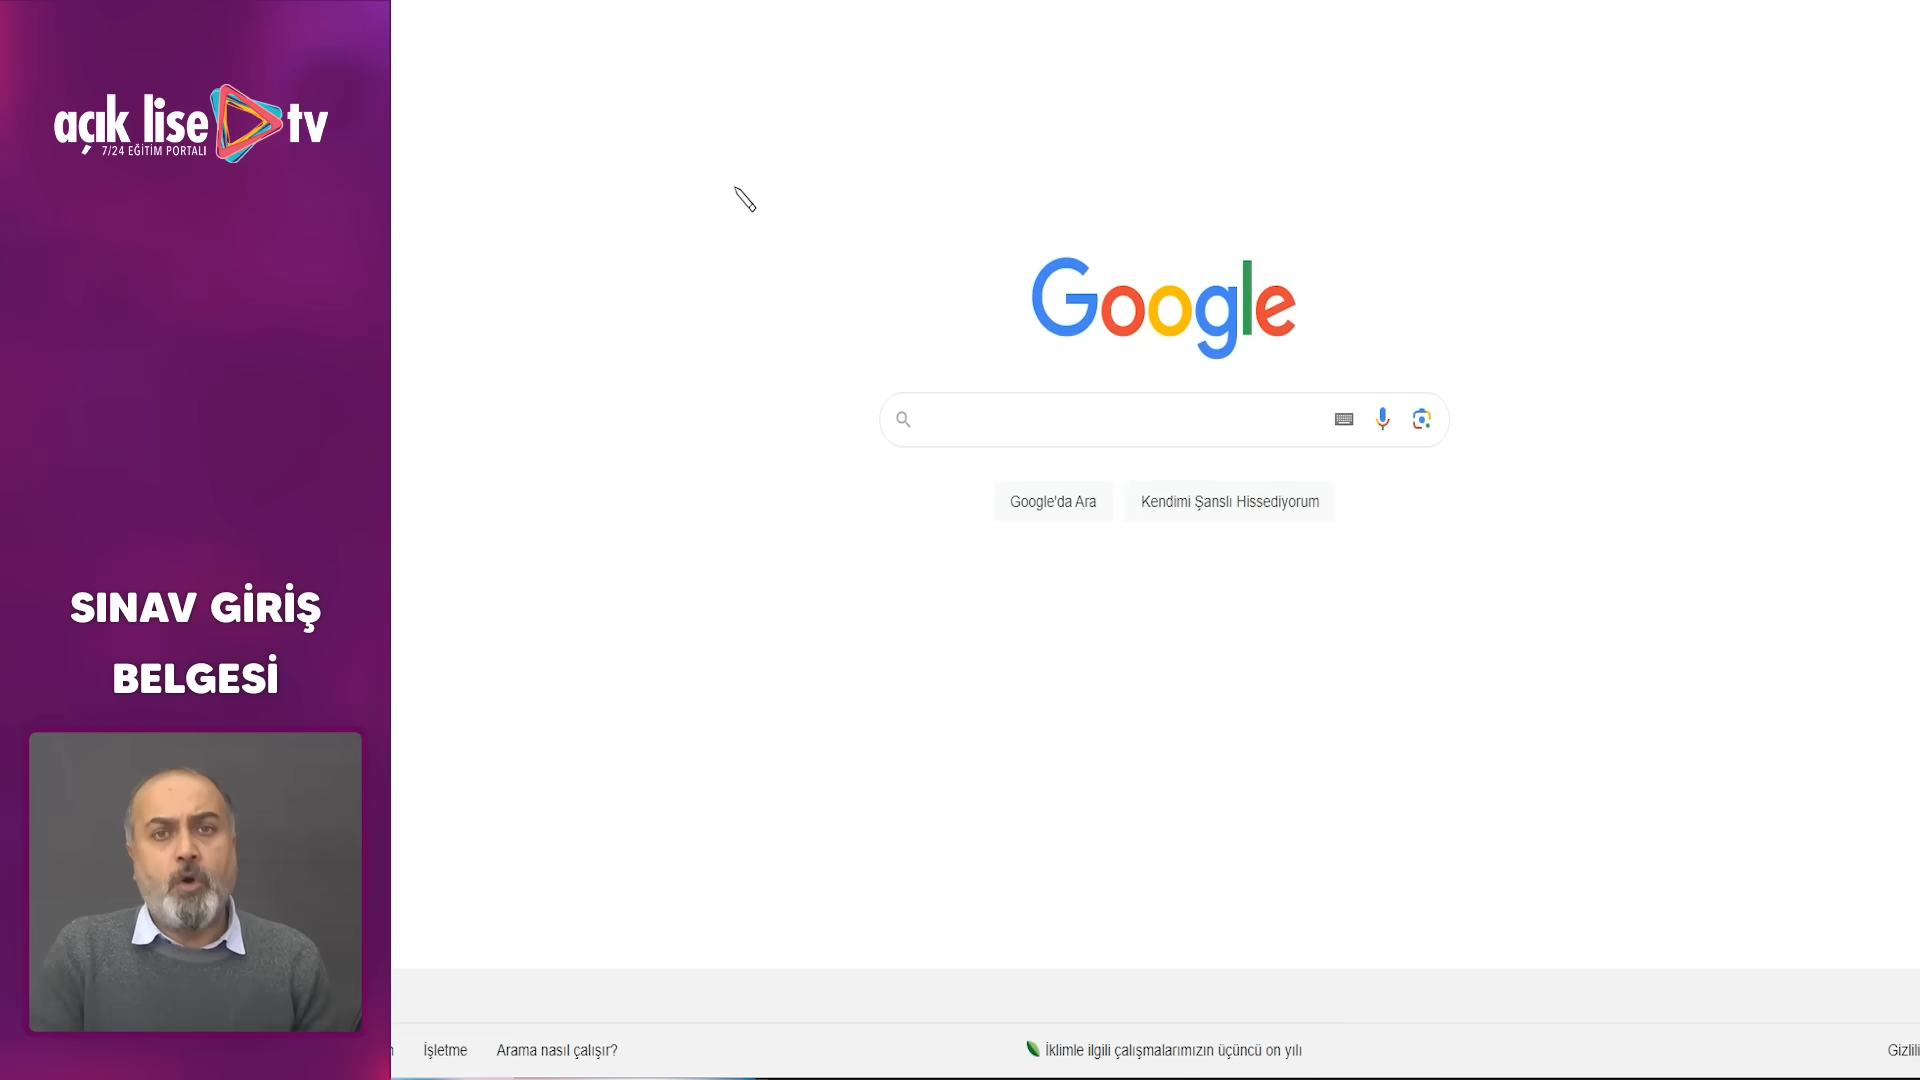 açık lise tv
7/24 EĞİTİM PORTALI
SINAV GİRİŞ
BELGESİ
Google
Google'da Ara
Kendimi Şanslı Hissediyorum
İşletme
Arama nasıl çalışır?
İklimle ilgili çalışmalarımızın üçüncü on yılı